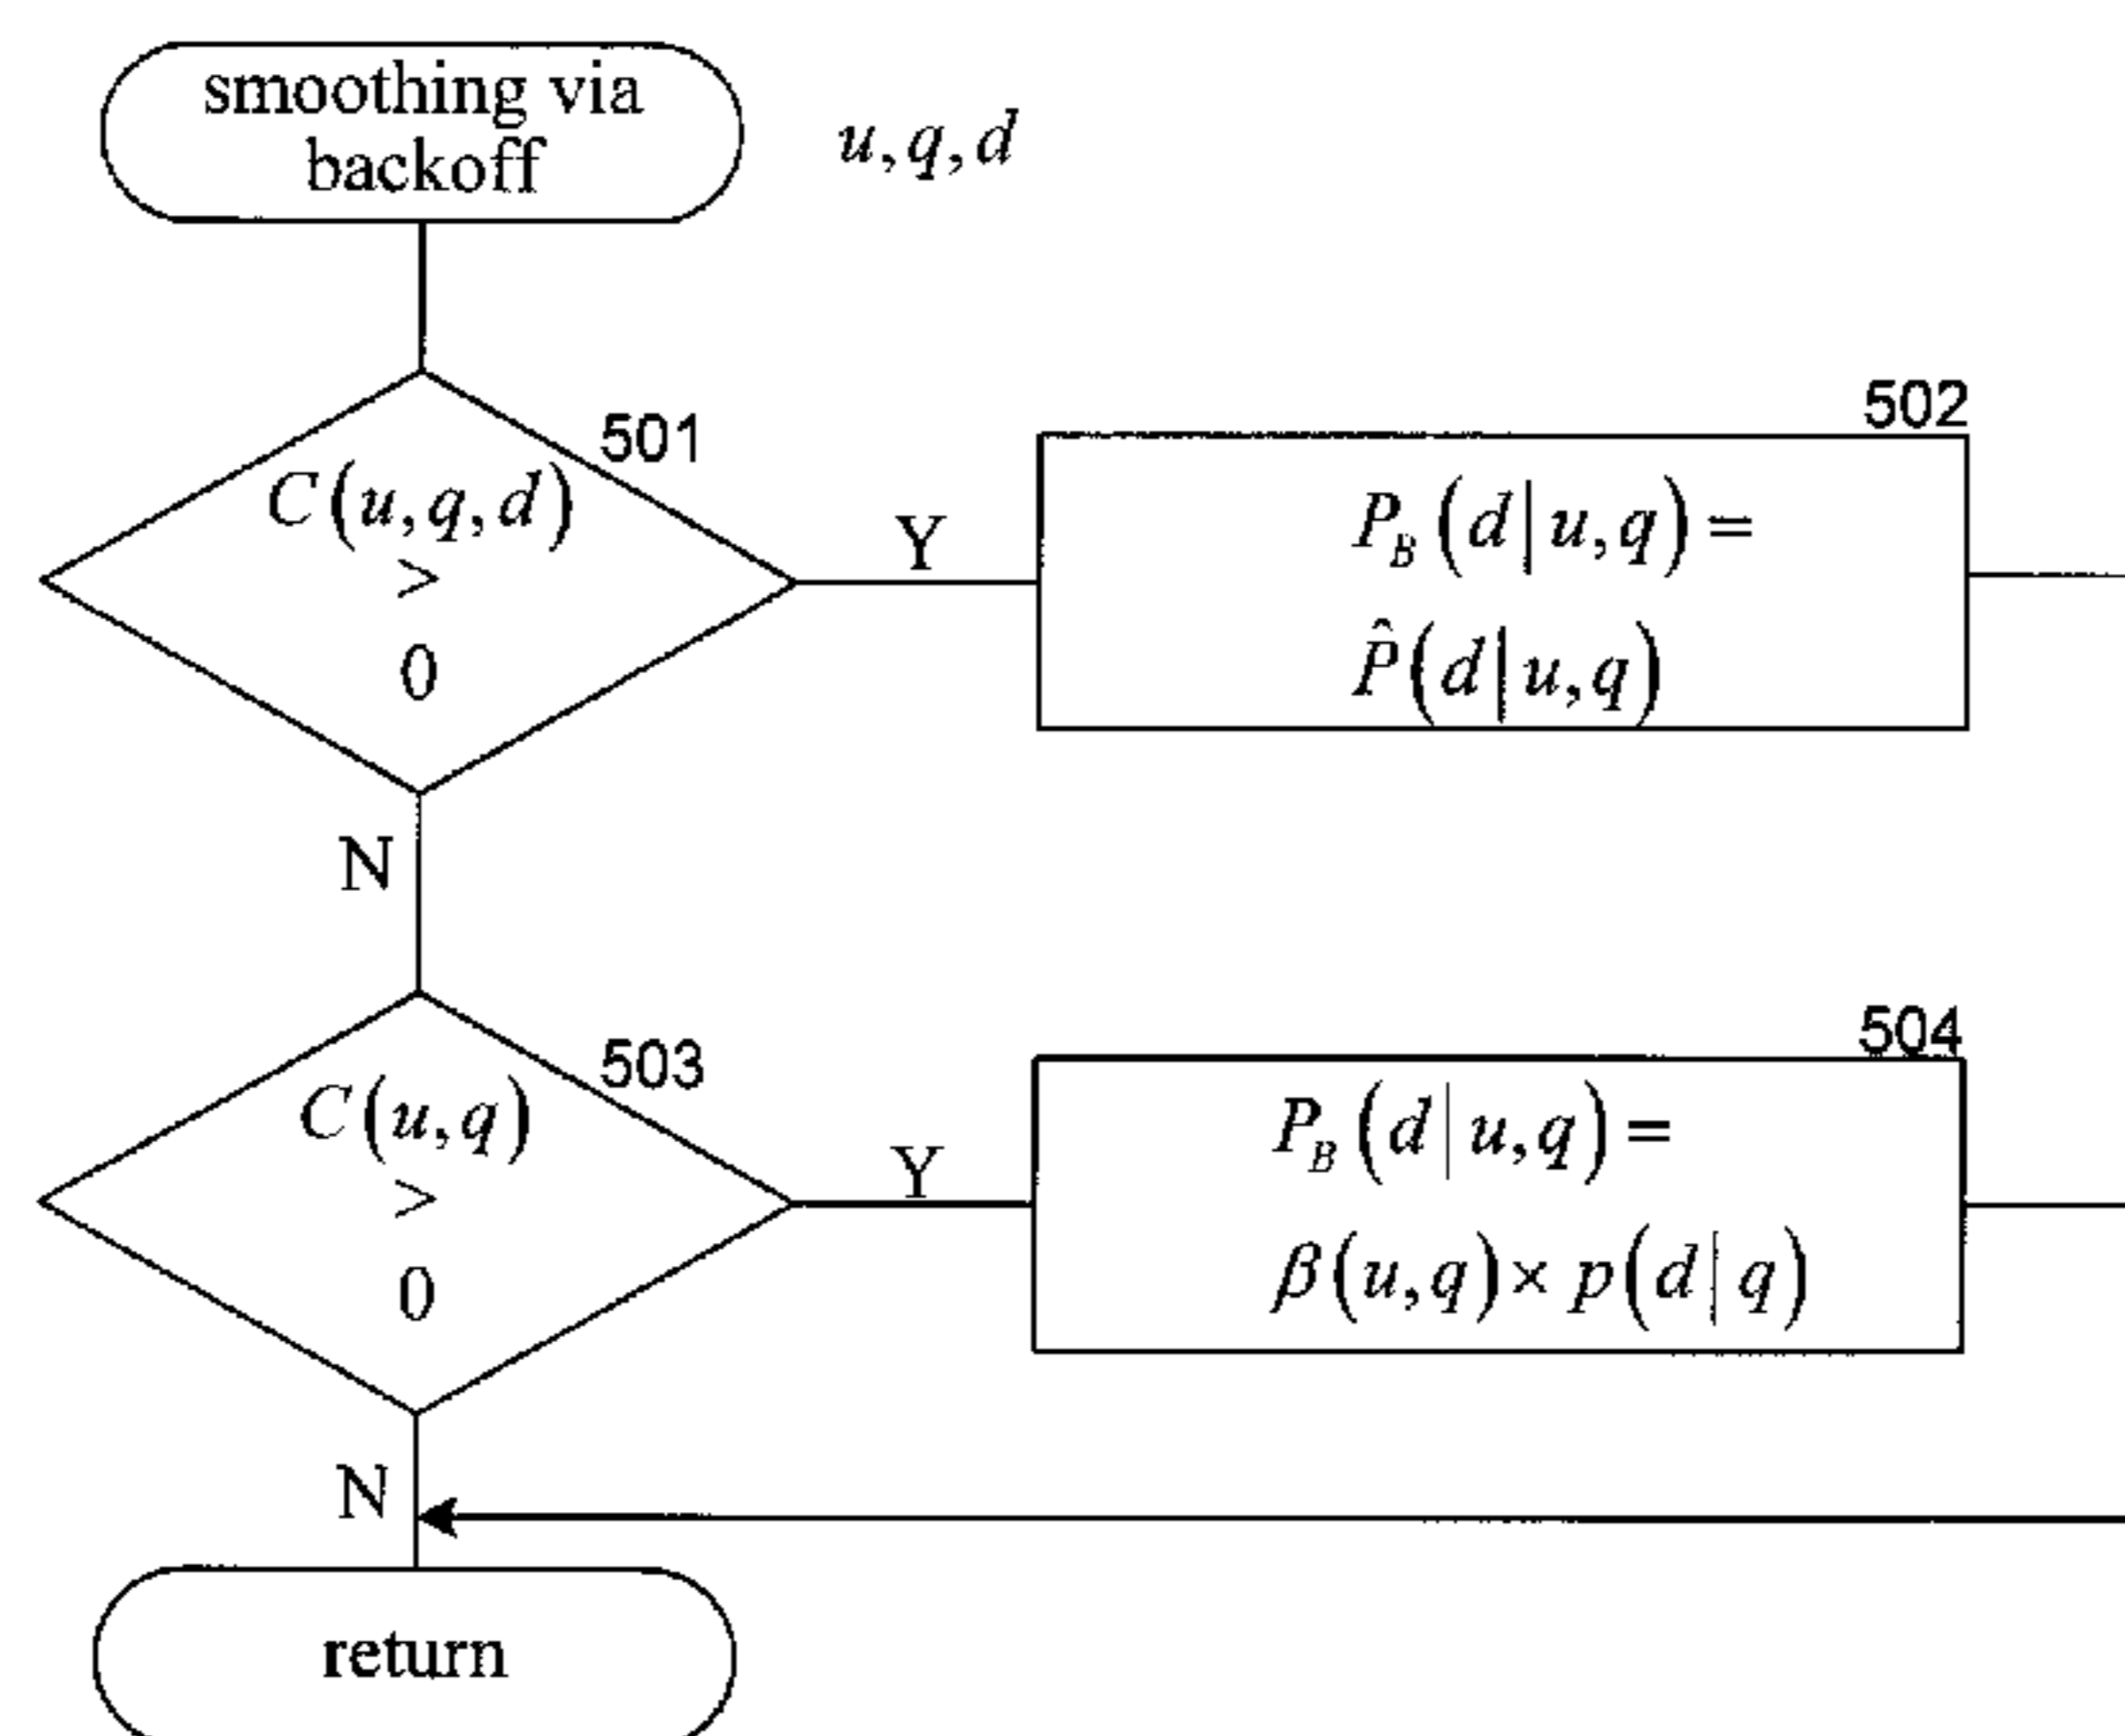 smoothing via
backoff
u,q,d
501
C(u,q,d)
>
0
Y
502
P_B(d|u,q)=
P̂(d|u,q)
N
503
C(u,q)
>
0
Y
504
P_B(d|u,q)=
β(u,q)×p(d|q)
N
return